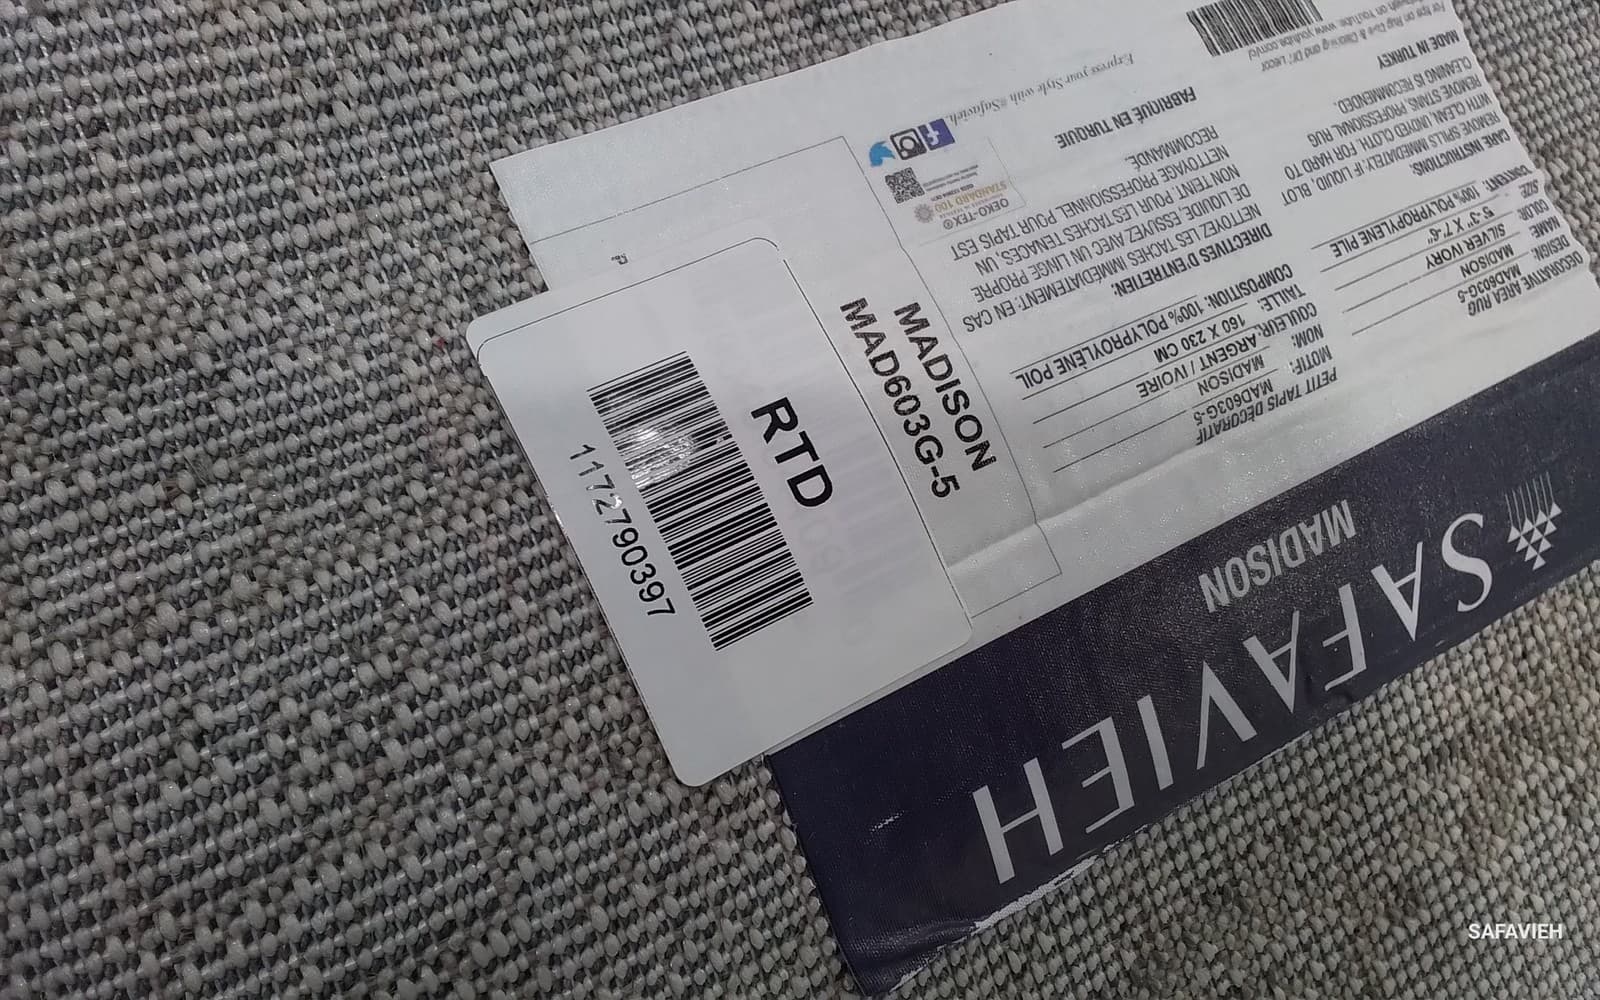 SAFAVIEH
MADISON
DECORATIVE AREA RUG
DESIGN: MAD603G-5
NAME: MADISON
COLOR: SILVER IVORY
SIZE: 5'-3" X 7'-6"
CONTENT: 100% POLYPROPYLENE PILE
CARE INSTRUCTIONS:
REMOVE SPILLS IMMEDIATELY; IF LIQUID BLOT
WITH CLEAN, UNDYED CLOTH. FOR HARD TO
REMOVE STAINS, PROFESSIONAL RUG
CLEANING IS RECOMMENDED.
MADE IN TURKEY
PETIT TAPIS DÉCORATIF
MOTIF: MAD603G-5
NOM: MADISON
COULEUR: ARGENT / IVOIRE
TAILLE: 160 X 230 CM
COMPOSITION: 100% POLYPROYLÈNE POIL
DIRECTIVES D'ENTRETIEN:
NETTOYEZ LES TACHES IMMÉDIATEMENT: EN CAS
DE LIQUIDE, ESSUYEZ AVEC UN LINGE PROPRE
NON TEINT. POUR LES TACHES TENACES, UN
NETTOYAGE PROFESSIONNEL POUR TAPIS EST
RECOMMANDÉ.
FABRIQUÉ EN TURQUIE
OEKO-TEX®
STANDARD 100
Express your Style with #Safavieh
MADISON
MAD603G-5
RTD
11727790397
SAFAVIEH